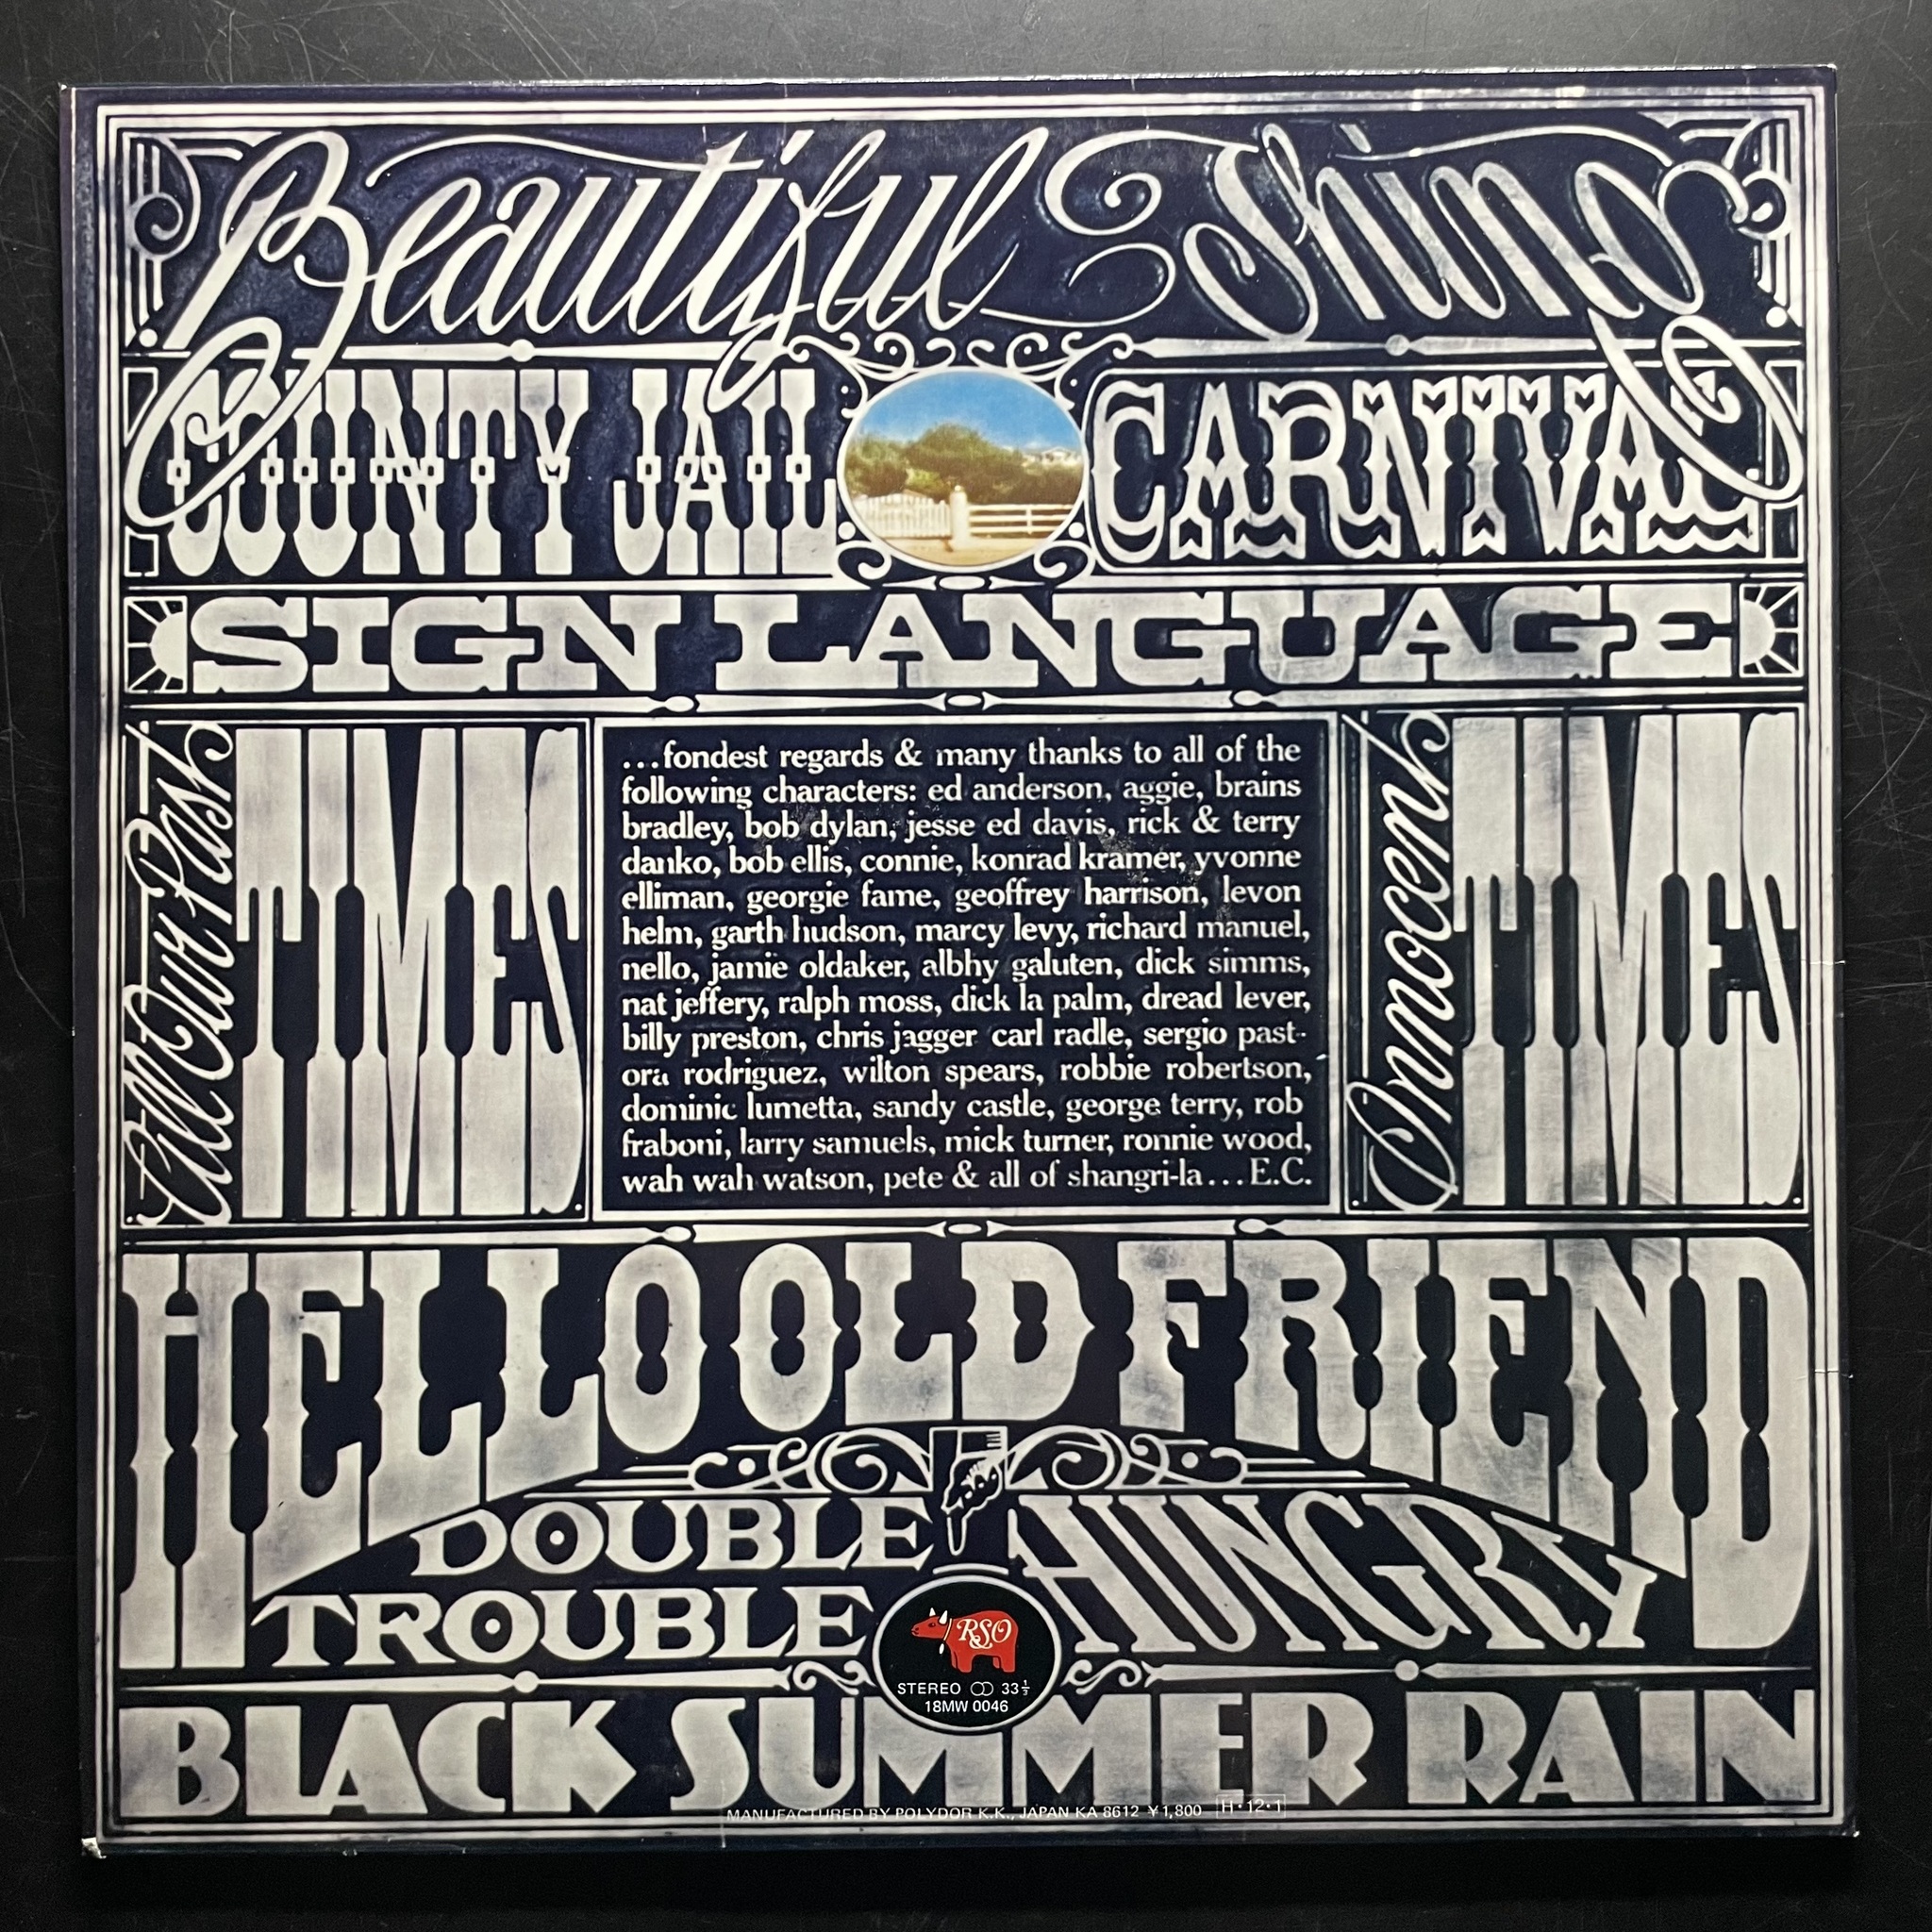 Beautiful Thing
COUNTY JAIL
CARNIVAL
SIGN LANGUAGE
All Our Past
TIMES
...fondest regards & many thanks to all of the
following characters: ed anderson, aggie, brains
bradley, bob dylan, jesse ed davis, rick & terry
danko, bob ellis, connie, konrad kramer, yvonne
elliman, georgie fame, geoffrey harrison, levon
helm, garth hudson, marcy levy, richard manuel,
nello, jamie oldaker, albhy galuten, dick simms,
nat jeffery, ralph moss, dick la palm, dread lever,
billy preston, chris jagger carl radle, sergio past-
ora rodriguez, wilton spears, robbie robertson,
dominic lumetta, sandy castle, george terry, rob
fraboni, larry samuels, mick turner, ronnie wood,
wah wah watson, pete & all of shangri-la...E.C.
Innocent
TIMES
HELLO OLD FRIEND
DOUBLE
TROUBLE
HUNGRY
RSO
STEREO 33⅓
18MW 0046
BLACK SUMMER RAIN
MANUFACTURED BY POLYDOR K.K., JAPAN KA 8612 ¥1,800 H・12・1